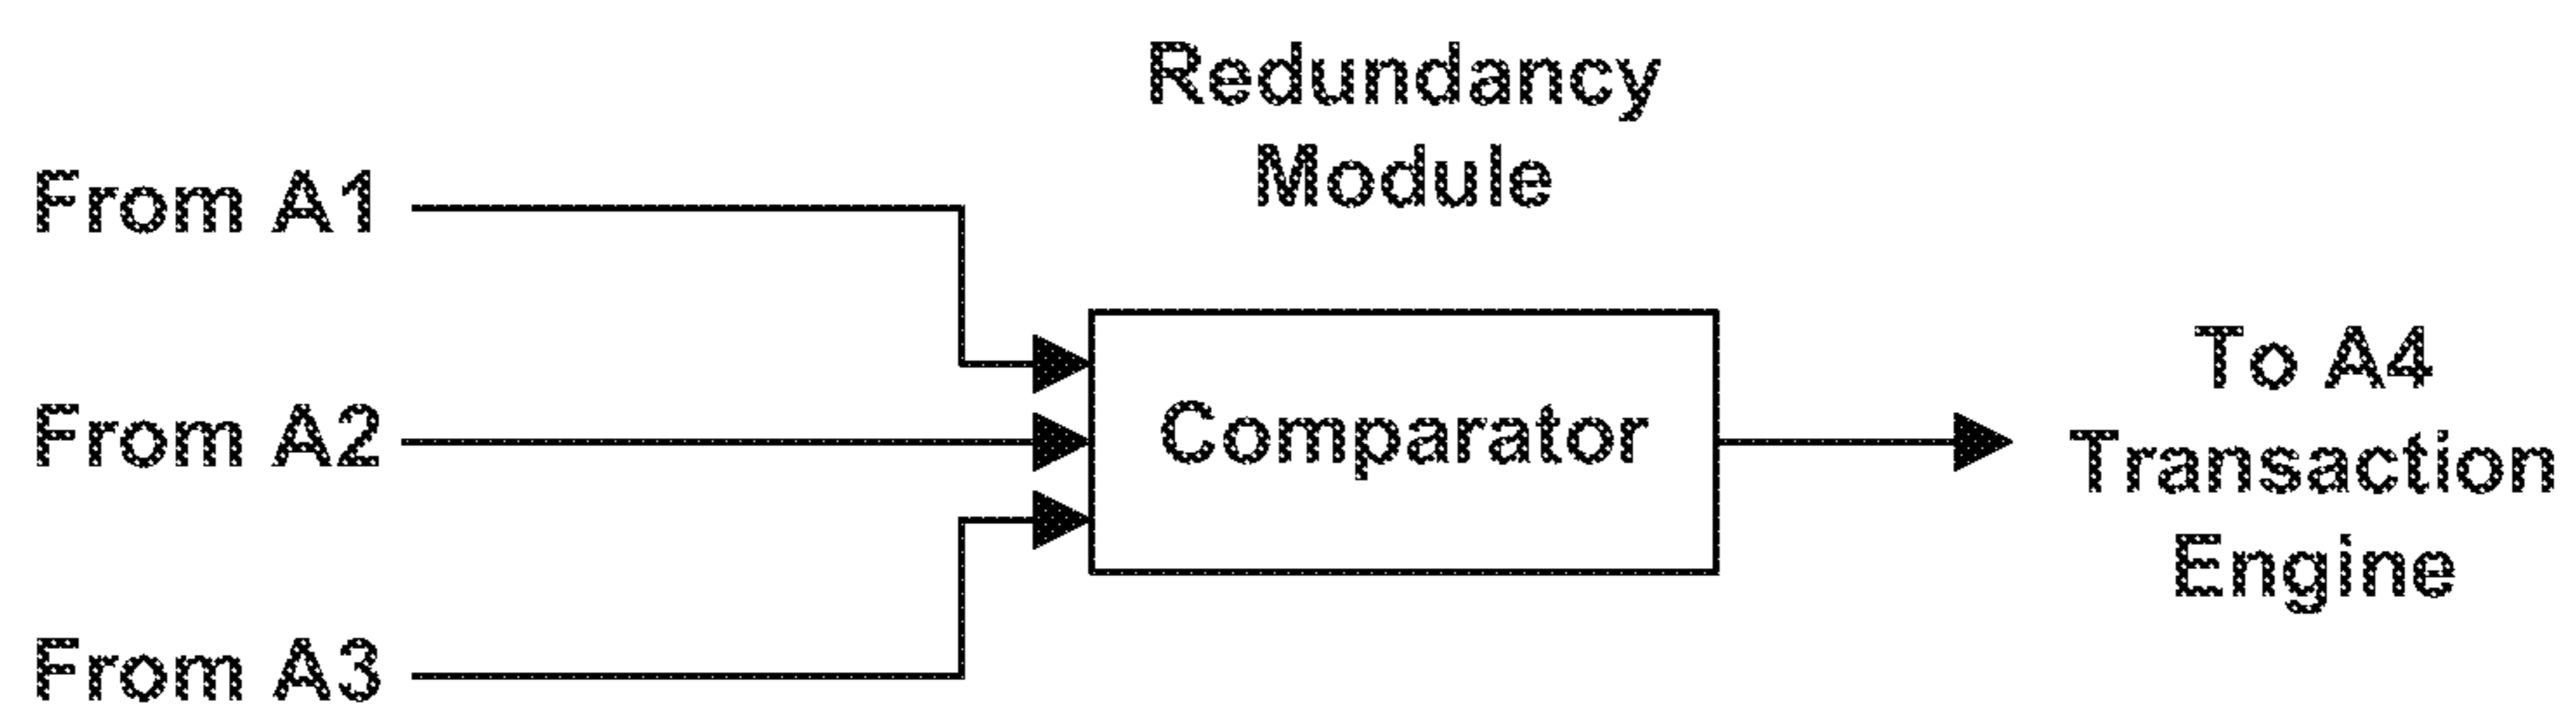 Redundancy
Module
From A1
From A2
From A3
Comparator
To A4
Transaction
Engine